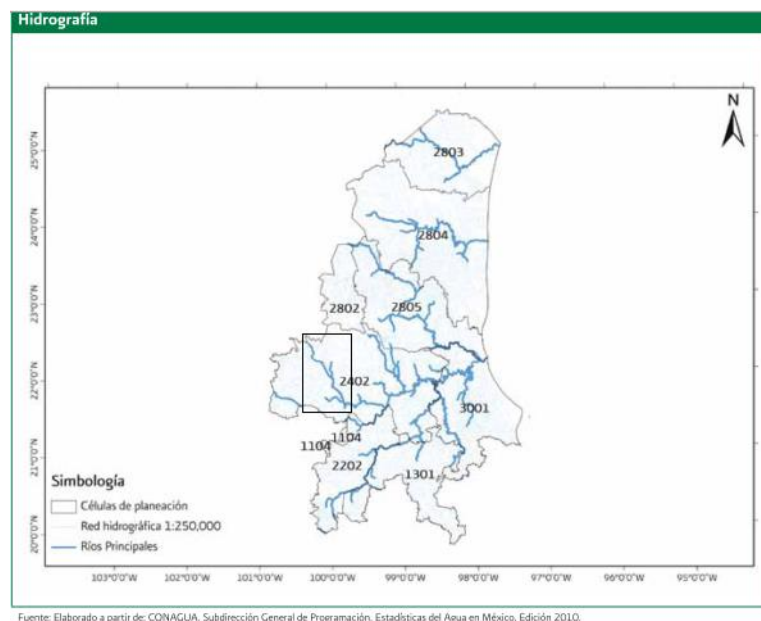 Hidrografía
N
25°0'0"N
24°0'0"N
23°0'0"N
22°0'0"N
21°0'0"N
20°0'0"N
2803
2804
2802
2805
2402
3001
1104
1104
2202
1301
Simbología
Células de planeación
Red hidrográfica 1:250,000
Ríos Principales
103°0'0"W 102°0'0"W 101°0'0"W 100°0'0"W 99°0'0"W 98°0'0"W 97°0'0"W 96°0'0"W 95°0'0"W
Fuente: Elaborado a partir de: CONAGUA. Subdirección General de Programación. Estadísticas del Agua en México. Edición 2010.